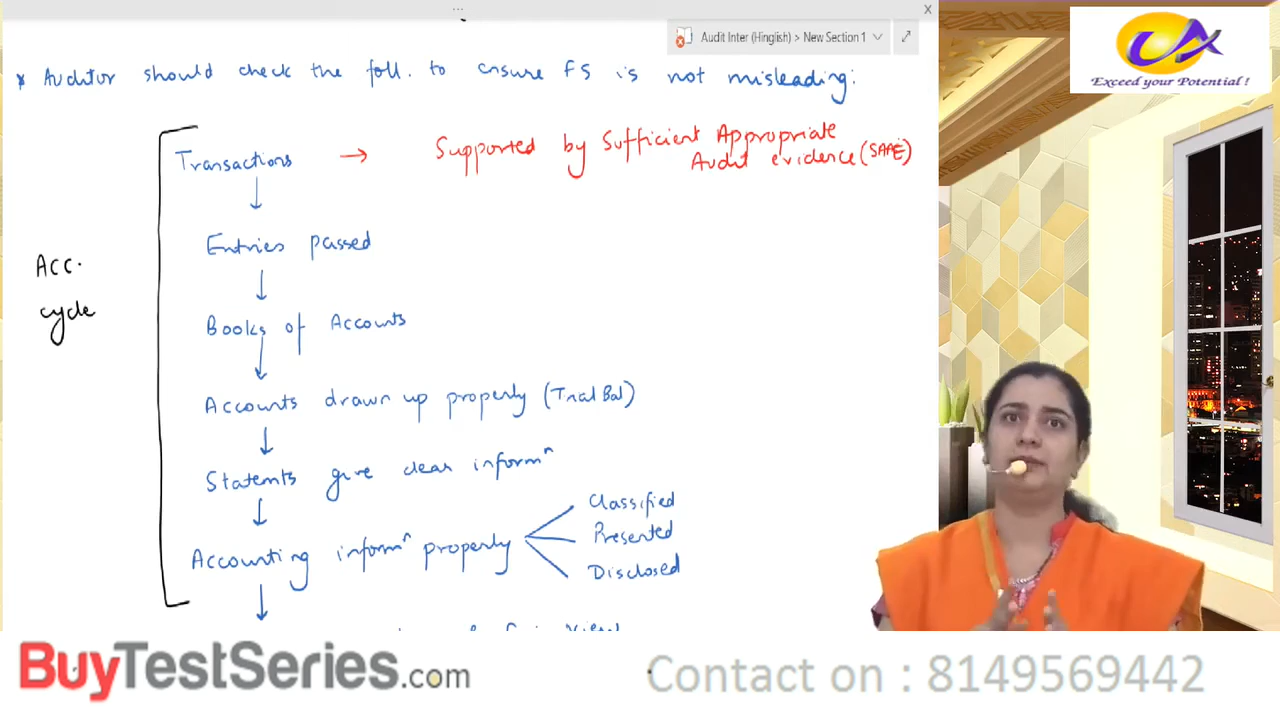 ...
x
Audit Inter (Hinglish) > New Section 1
Exceed your Potential !
* Auditor should check the foll. to ensure FS is not misleading:
Transactions → Supported by Sufficient Appropriate
Audit evidence (SAAE)
Entries passed
Acc.
cycle
Books of Accounts
Accounts drawn up properly (Trial Bal)
Statemts give clear informⁿ
Classified
Accounting informⁿ properly
Presented
Disclosed
BuyTestSeries.com
Contact on : 8149569442